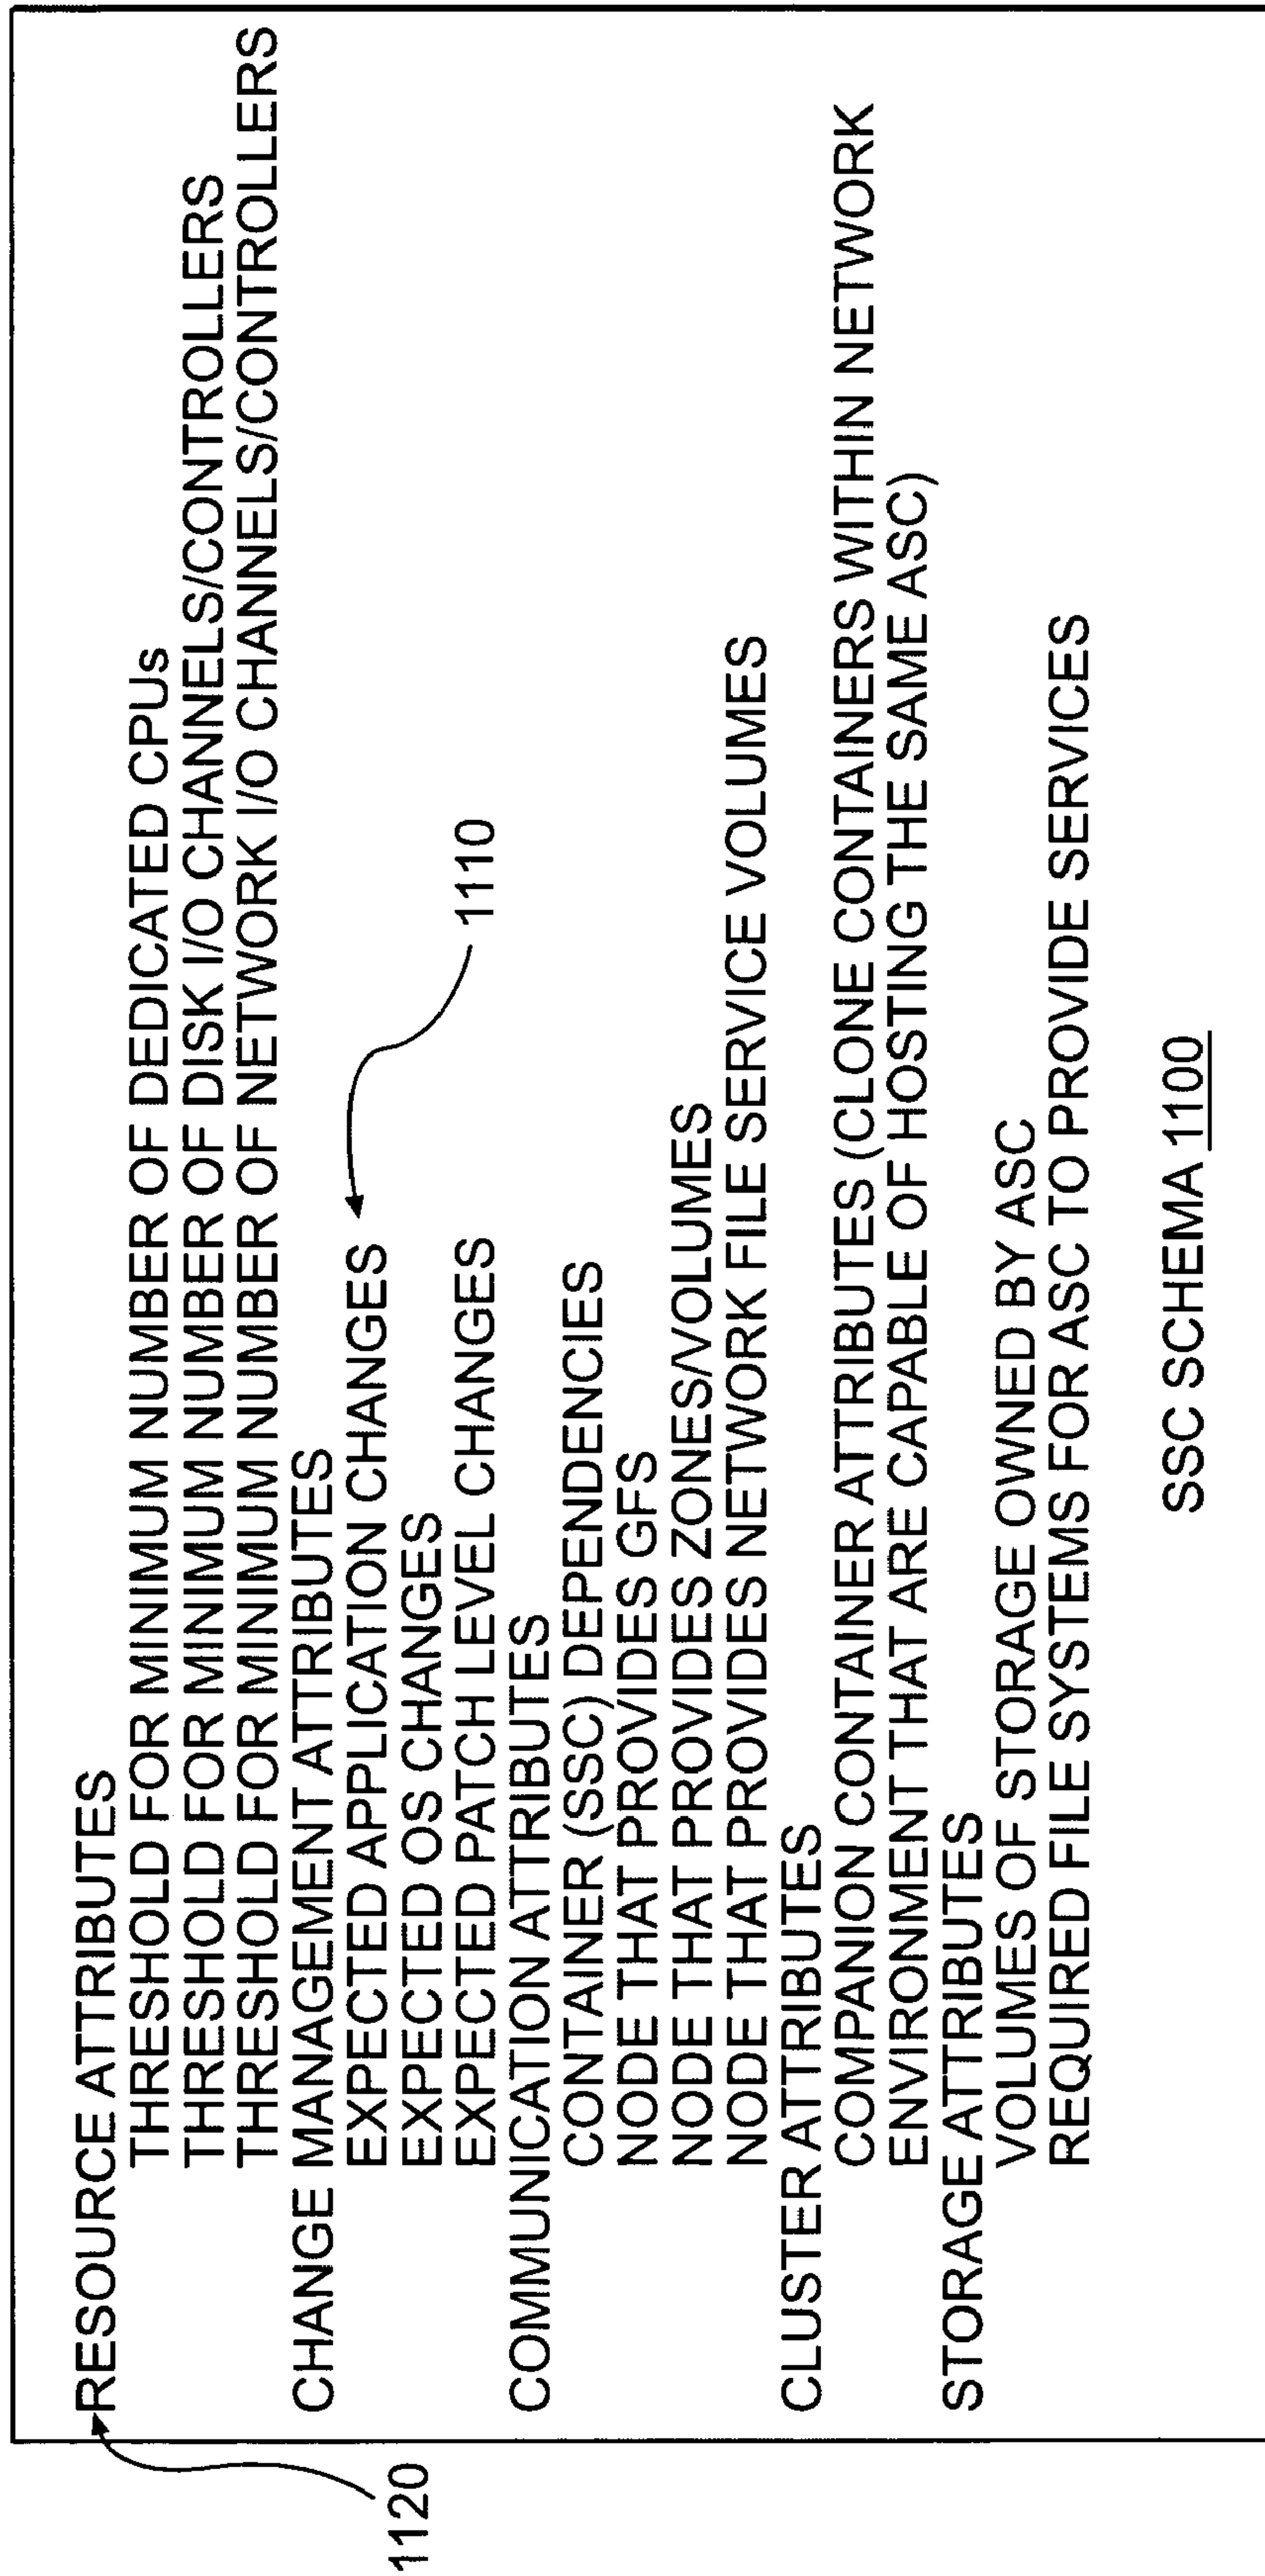 1120
RESOURCE ATTRIBUTES
THRESHOLD FOR MINIMUM NUMBER OF DEDICATED CPUs
THRESHOLD FOR MINIMUM NUMBER OF DISK I/O CHANNELS/CONTROLLERS
THRESHOLD FOR MINIMUM NUMBER OF NETWORK I/O CHANNELS/CONTROLLERS
CHANGE MANAGEMENT ATTRIBUTES
EXPECTED APPLICATION CHANGES
EXPECTED OS CHANGES
1110
EXPECTED PATCH LEVEL CHANGES
COMMUNICATION ATTRIBUTES
CONTAINER (SSC) DEPENDENCIES
NODE THAT PROVIDES GFS
NODE THAT PROVIDES ZONES/VOLUMES
NODE THAT PROVIDES NETWORK FILE SERVICE VOLUMES
CLUSTER ATTRIBUTES
COMPANION CONTAINER ATTRIBUTES (CLONE CONTAINERS WITHIN NETWORK
ENVIRONMENT THAT ARE CAPABLE OF HOSTING THE SAME ASC)
STORAGE ATTRIBUTES
VOLUMES OF STORAGE OWNED BY ASC
REQUIRED FILE SYSTEMS FOR ASC TO PROVIDE SERVICES
SSC SCHEMA 1100